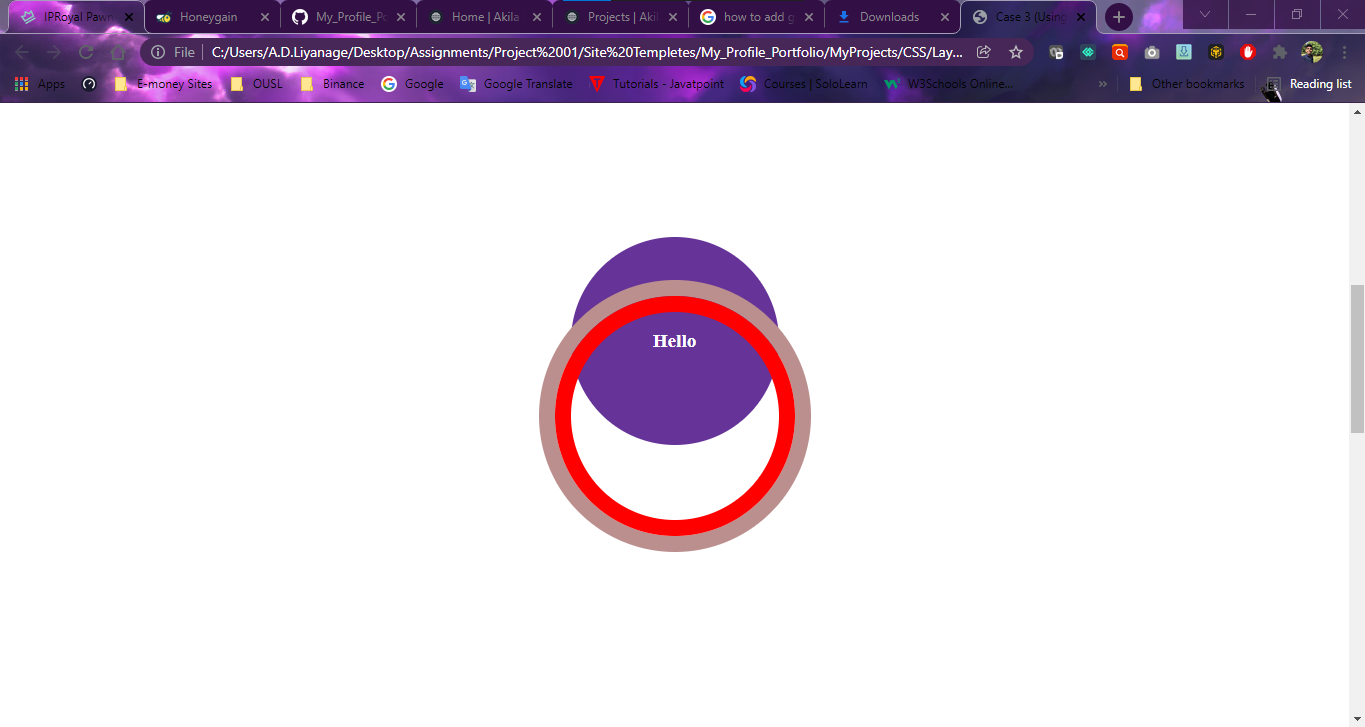 IPRoyal Pawn Honeygain My_Profile_Po Home | Akila Projects | Akil how to add g Downloads Case 3 (Using
File C:/Users/A.D.Liyanage/Desktop/Assignments/Project%2001/Site%20Templetes/My_Profile_Portfolio/MyProjects/CSS/Lay...
Apps E-money Sites OUSL Binance Google Google Translate Tutorials - Javatpoint Courses | SoloLearn W3Schools Online... » Other bookmarks Reading list
Hello